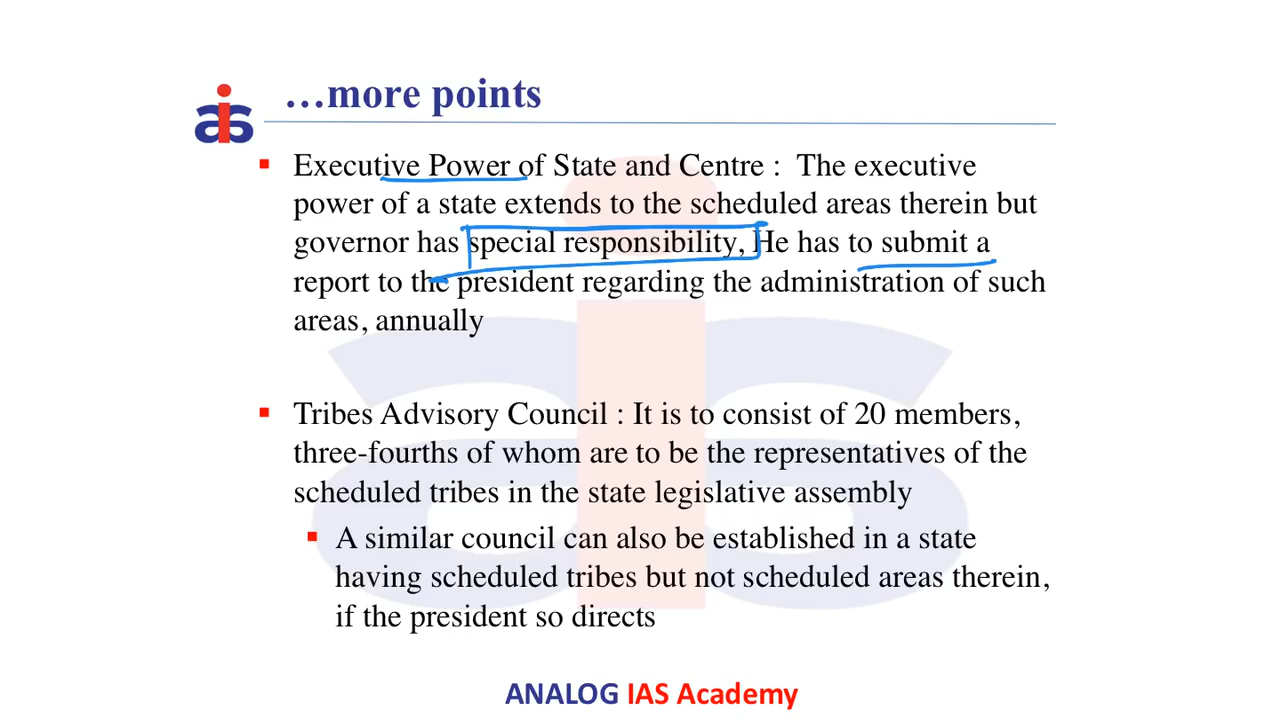 …more points
Executive Power of State and Centre : The executive
power of a state extends to the scheduled areas therein but
governor has special responsibility, He has to submit a
report to the president regarding the administration of such
areas, annually
Tribes Advisory Council : It is to consist of 20 members,
three-fourths of whom are to be the representatives of the
scheduled tribes in the state legislative assembly
A similar council can also be established in a state
having scheduled tribes but not scheduled areas therein,
if the president so directs
ANALOG IAS Academy